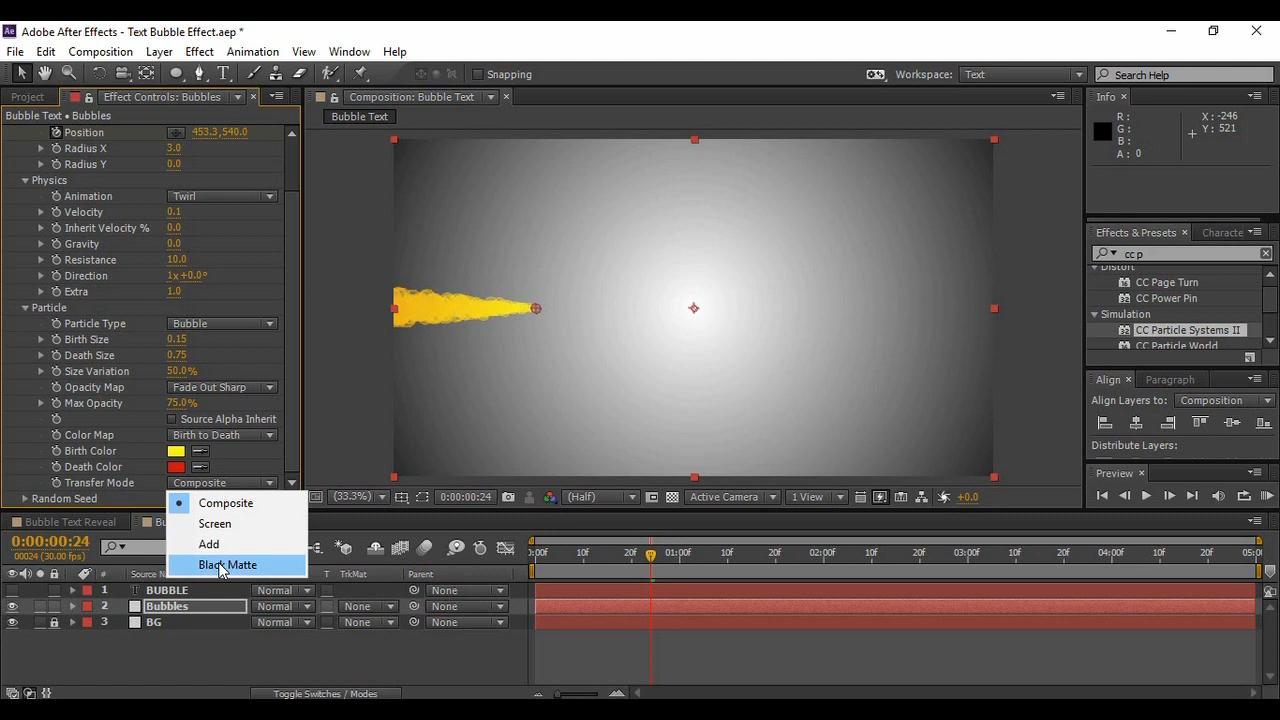 Adobe After Effects - Text Bubble Effect.aep *
File Edit Composition Layer Effect Animation View Window Help
Snapping
Workspace: Text
Search Help
Project
Effect Controls: Bubbles
Composition: Bubble Text
Info
Bubble Text • Bubbles
Bubble Text
R:
G:
B:
A: 0
X: -246
Y: 521
Position 453.3,540.0
Radius X 3.0
Radius Y 0.0
Physics
Animation Twirl
Velocity 0.1
Inherit Velocity % 0.0
Gravity 0.0
Resistance 10.0
Direction 1x+0.0°
Extra 1.0
Particle
Particle Type Bubble
Birth Size 0.15
Death Size 0.75
Size Variation 50.0%
Opacity Map Fade Out Sharp
Max Opacity 75.0%
Source Alpha Inherit
Color Map Birth to Death
Birth Color
Death Color
Transfer Mode Composite
Random Seed
Composite
Screen
Add
Black Matte
Effects & Presets
Characte
cc p
Distort
CC Page Turn
CC Power Pin
Simulation
CC Particle Systems II
CC Particle World
Align
Paragraph
Align Layers to: Composition
Distribute Layers:
Preview
(33.3%)
0:00:00:24
(Half)
Active Camera
1 View
+0.0
Bubble Text Reveal
Bu
0:00:00:24
00024 (30.00 fps)
# Source N
T TrkMat Parent
:00F 10F 20F 01:00F 10F 20F 02:00F 10F 20F 03:00F 10F 20F 04:00F 10F 20F 05:0
1 T BUBBLE Normal None
2 Bubbles Normal None None
3 BG Normal None None
Toggle Switches / Modes